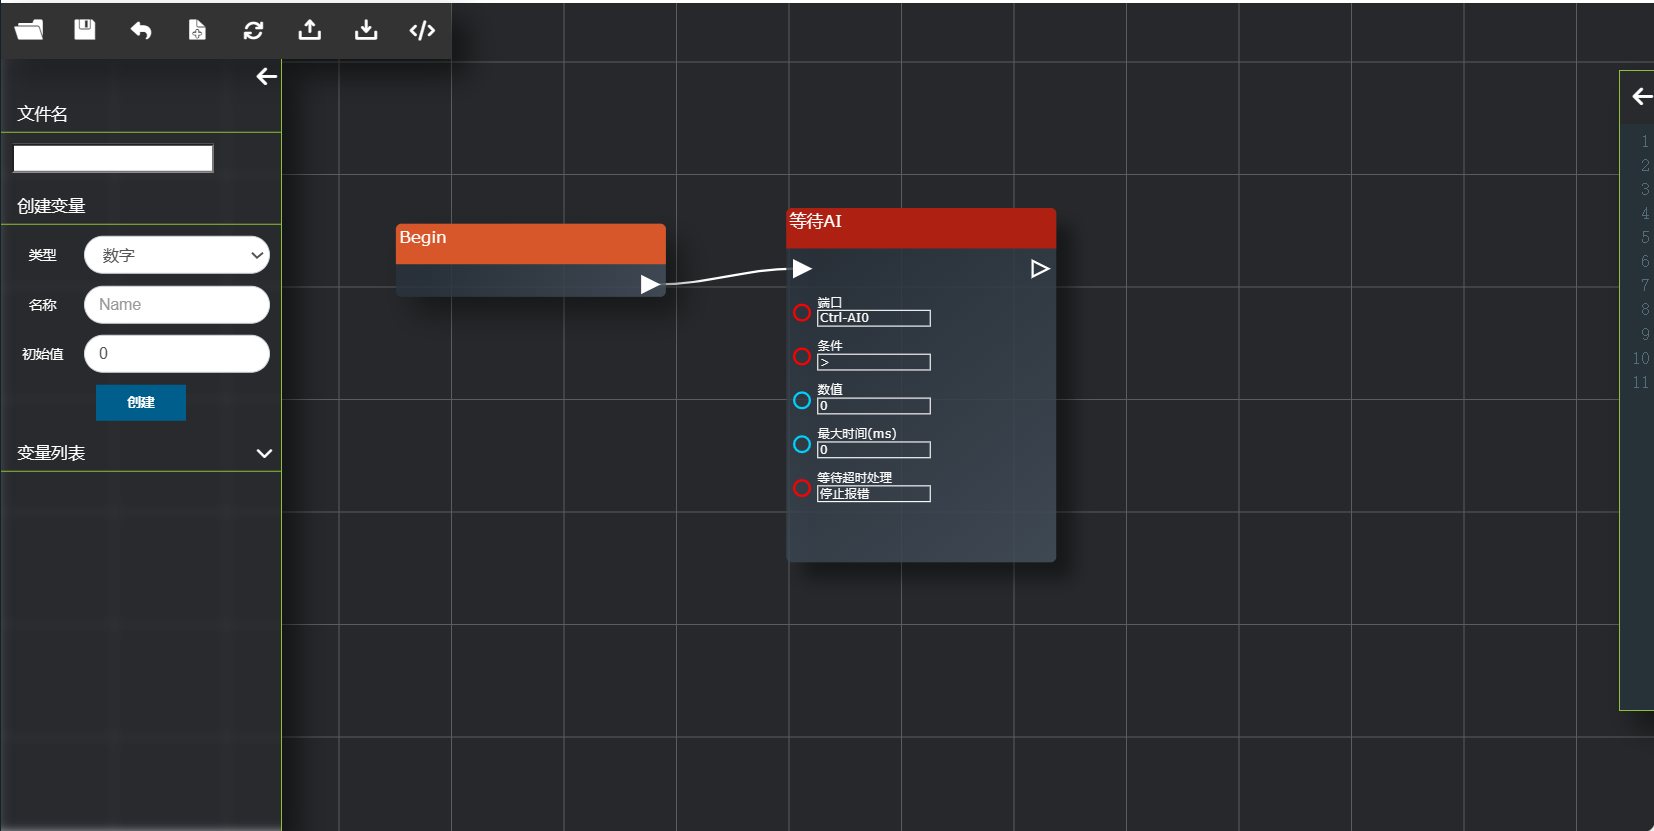 文件名
创建变量
类型 数字
名称 Name
初始值 0
创建
变量列表
Begin
等待AI
端口
Ctrl-AI0
条件
>
数值
0
最大时间(ms)
0
等待超时处理
停止报错
1
2
3
4
5
6
7
8
9
10
11